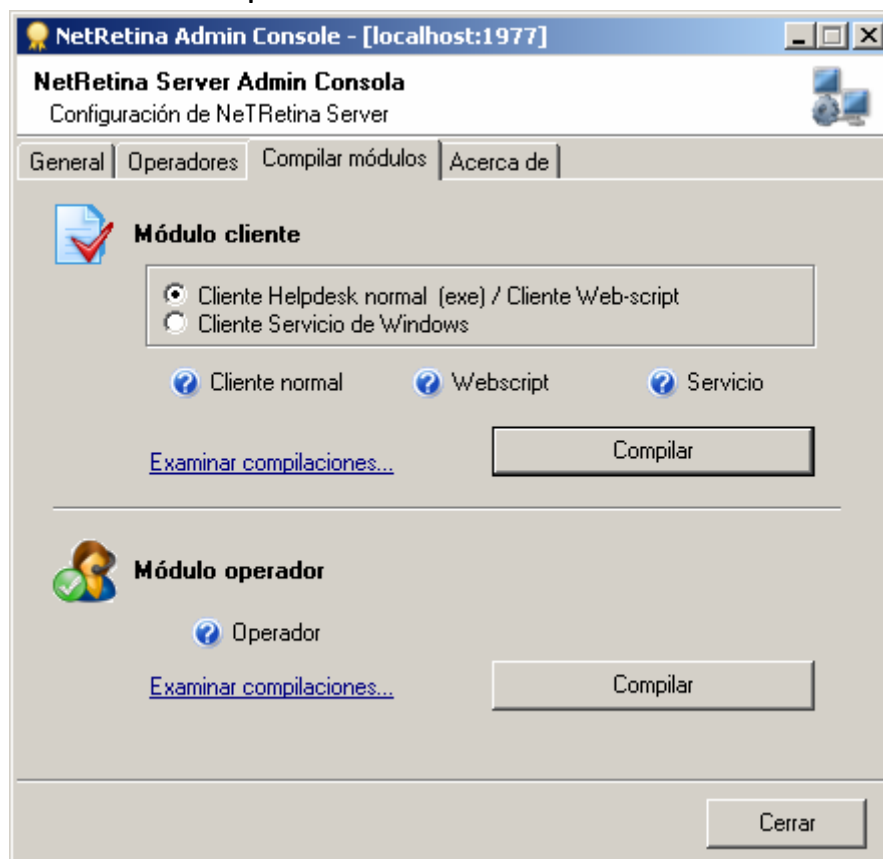 NetRetina Admin Console - [localhost:1977]
NetRetina Server Admin Consola
Configuración de NeTRetina Server
General Operadores Compilar módulos Acerca de
Módulo cliente
Cliente Helpdesk normal (exe) / Cliente Web-script
Cliente Servicio de Windows
Cliente normal Webscript Servicio
Examinar compilaciones... Compilar
Módulo operador
Operador
Examinar compilaciones... Compilar
Cerrar